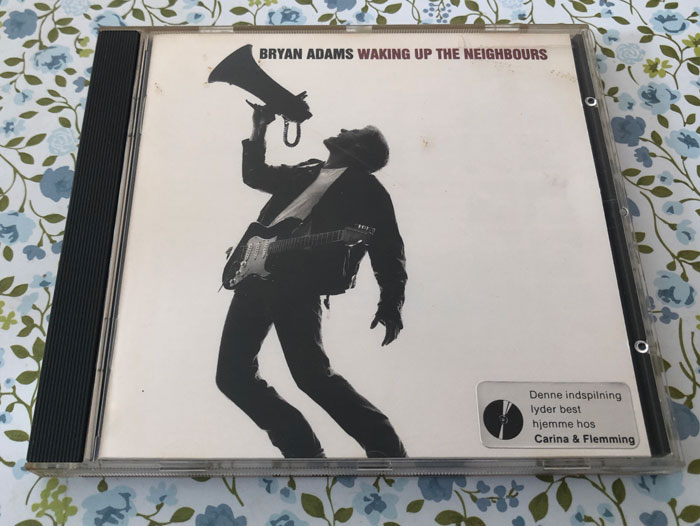 BRYAN ADAMS WAKING UP THE NEIGHBOURS
Denne indspilning
lyder best
hjemme hos
Carina & Flemming